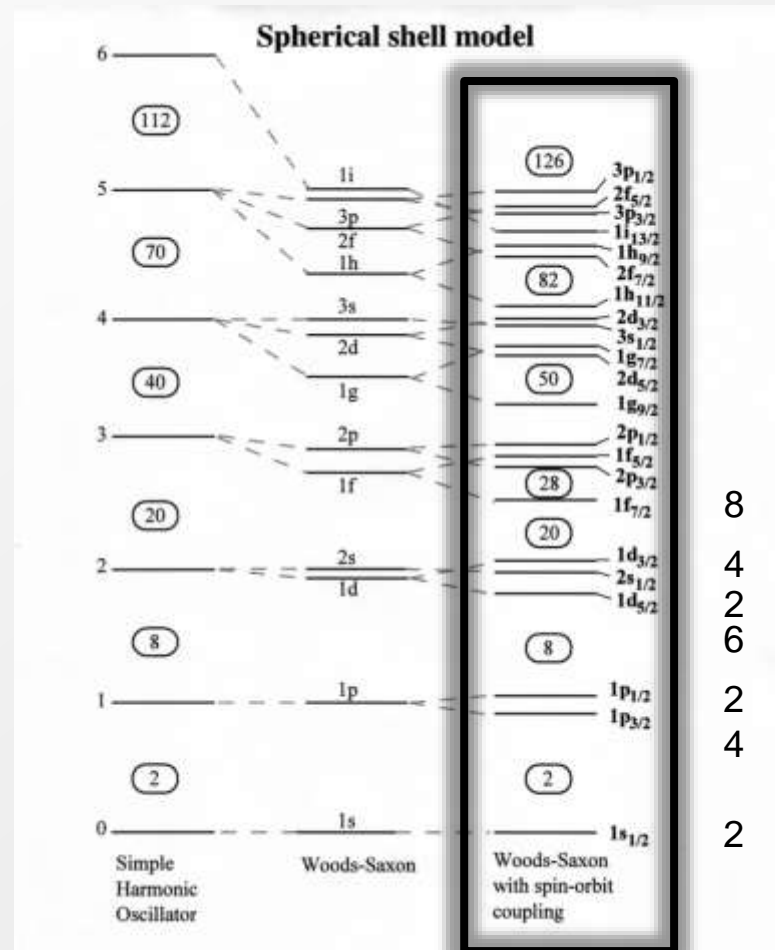 Spherical shell model
6
112
5
70
4
40
3
20
2
8
1
2
0
Simple
Harmonic
Oscillator
1i
3p
2f
1h
3s
2d
1g
2p
1f
2s
1d
1p
1s
Woods-Saxon
126
82
50
28
20
8
2
Woods-Saxon
with spin-orbit
coupling
3p1/2
2f5/2
3p3/2
1i13/2
1h9/2
2f7/2
1h11/2
2d3/2
3s1/2
1g7/2
2d5/2
1g9/2
2p1/2
1f5/2
2p3/2
1f7/2
1d3/2
2s1/2
1d5/2
1p1/2
1p3/2
1s1/2
8
4
2
6
2
4
2